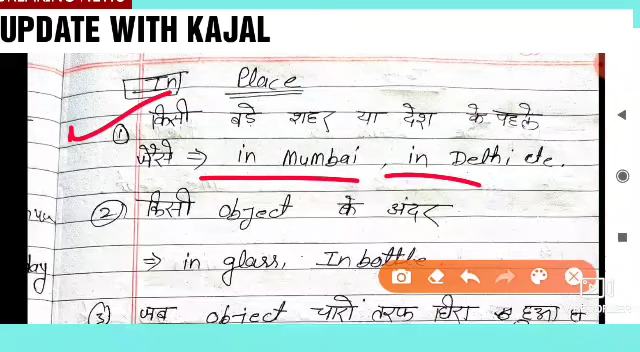 UPDATE WITH KAJAL
In Place
① किसी बड़े शहर या देश के पहले
जैसे ⇒ in Mumbai, in Delhi etc.
② किसी object के अंदर
⇒ in glass, In bottle
③ जब object चारों तरफ घिरा हुआ